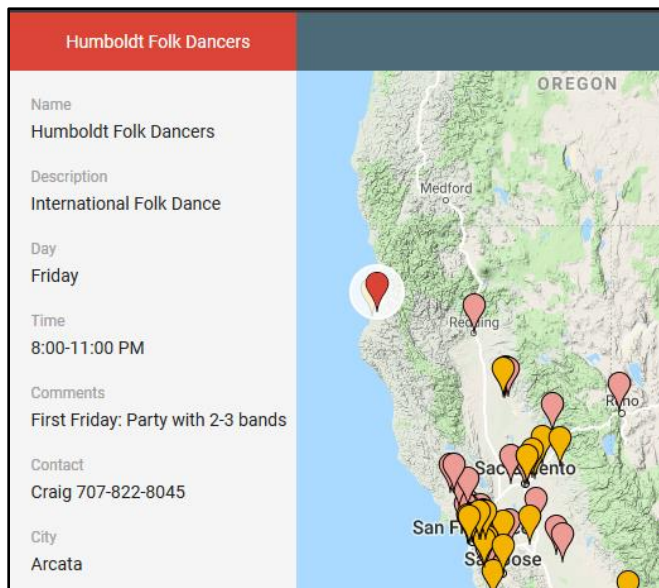 Humboldt Folk Dancers
Name
Humboldt Folk Dancers
Description
International Folk Dance
Day
Friday
Time
8:00-11:00 PM
Comments
First Friday: Party with 2-3 bands
Contact
Craig 707-822-8045
City
Arcata
OREGON
Medford
Redding
Reno
Sacramento
San Fr
San Jose